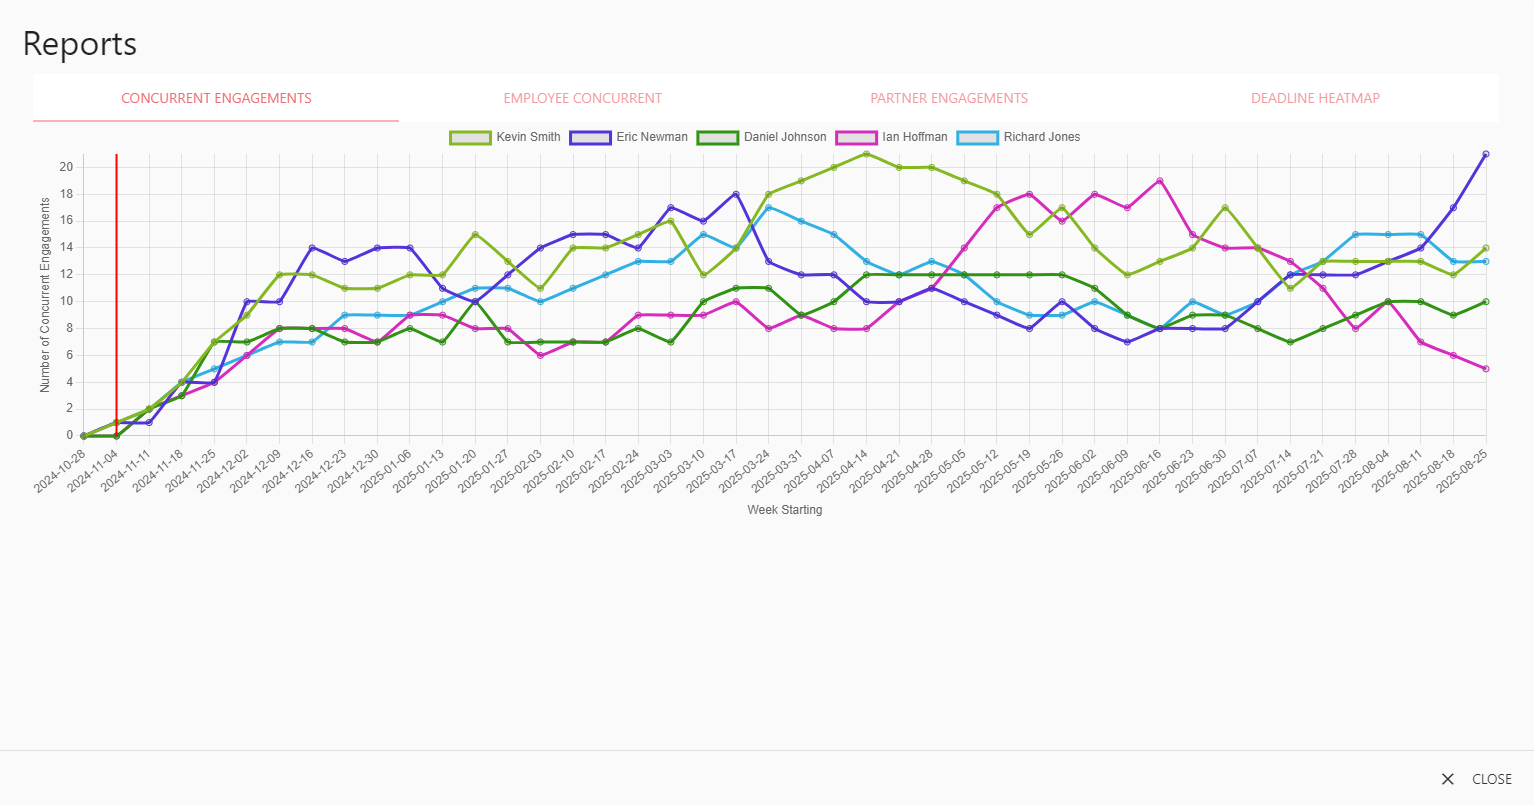 Reports
CONCURRENT ENGAGEMENTS EMPLOYEE CONCURRENT PARTNER ENGAGEMENTS DEADLINE HEATMAP
Kevin Smith Eric Newman Daniel Johnson Ian Hoffman Richard Jones
Number of Concurrent Engagements
20
18
16
14
12
10
8
6
4
2
0
2024-10-28 2024-11-04 2024-11-11 2024-11-18 2024-11-25 2024-12-02 2024-12-09 2024-12-16 2024-12-23 2024-12-30 2025-01-06 2025-01-13 2025-01-20 2025-01-27 2025-02-03 2025-02-10 2025-02-17 2025-02-24 2025-03-03 2025-03-10 2025-03-17 2025-03-24 2025-03-31 2025-04-07 2025-04-14 2025-04-21 2025-04-28 2025-05-05 2025-05-12 2025-05-19 2025-05-26 2025-06-02 2025-06-09 2025-06-16 2025-06-23 2025-06-30 2025-07-07 2025-07-14 2025-07-21 2025-07-28 2025-08-04 2025-08-11 2025-08-18 2025-08-25
Week Starting
CLOSE